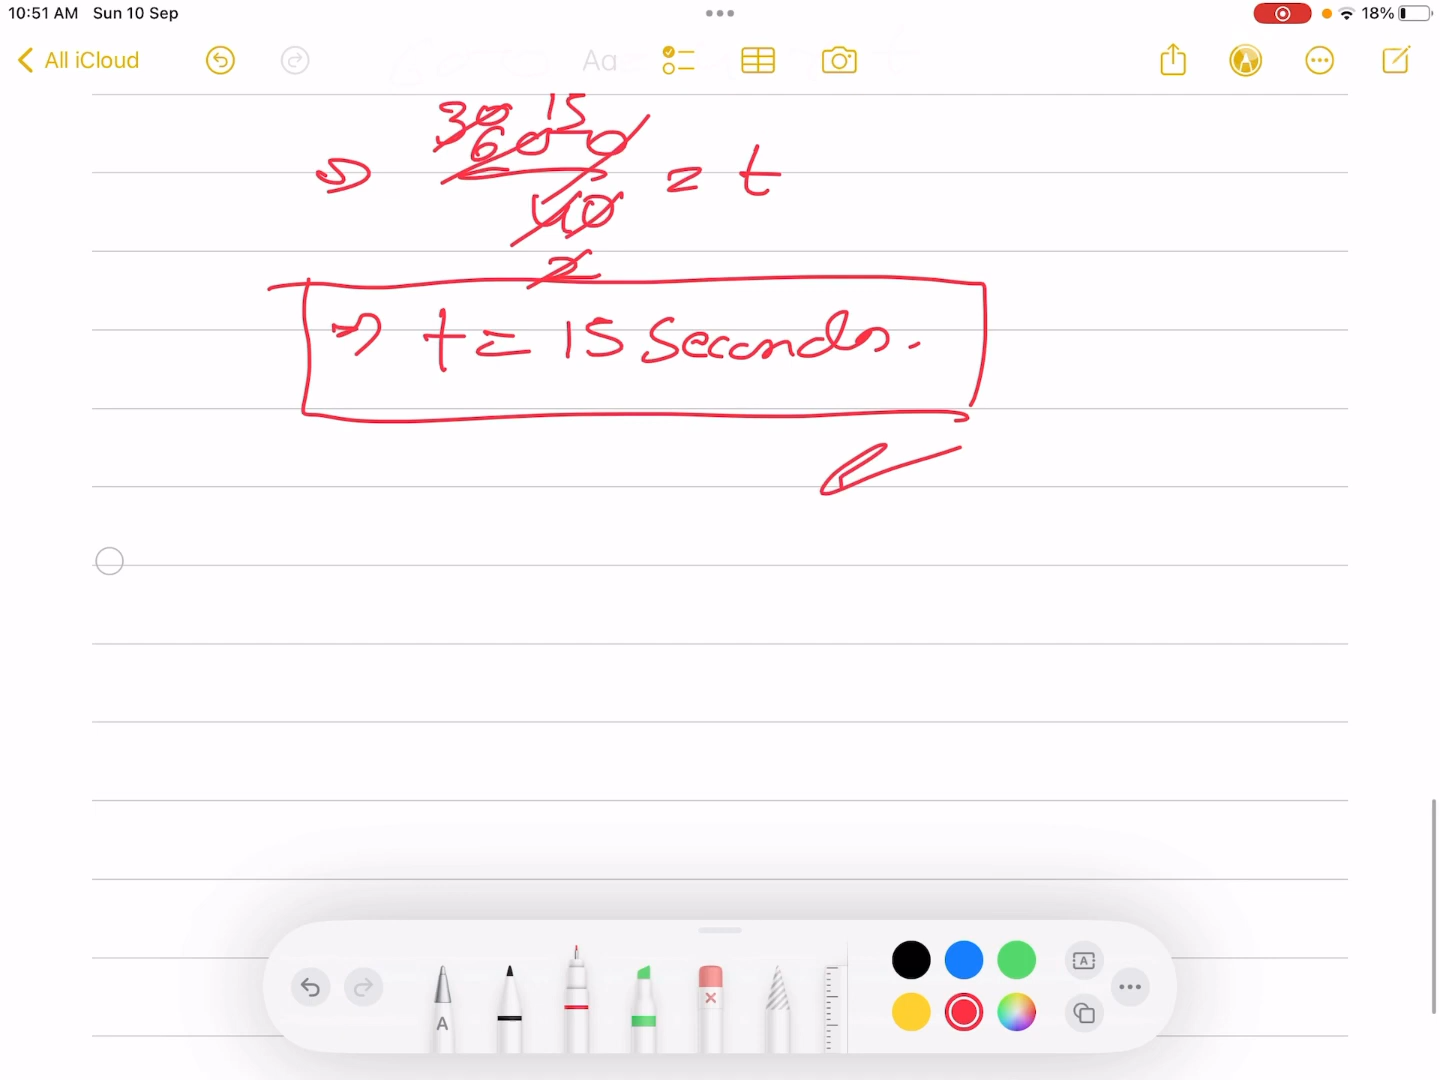 10:51 AM Sun 10 Sep
18%
All iCloud
Aa
30 15
⇒ 600/40 = t
2
⇒ t = 15 Seconds.
A
A